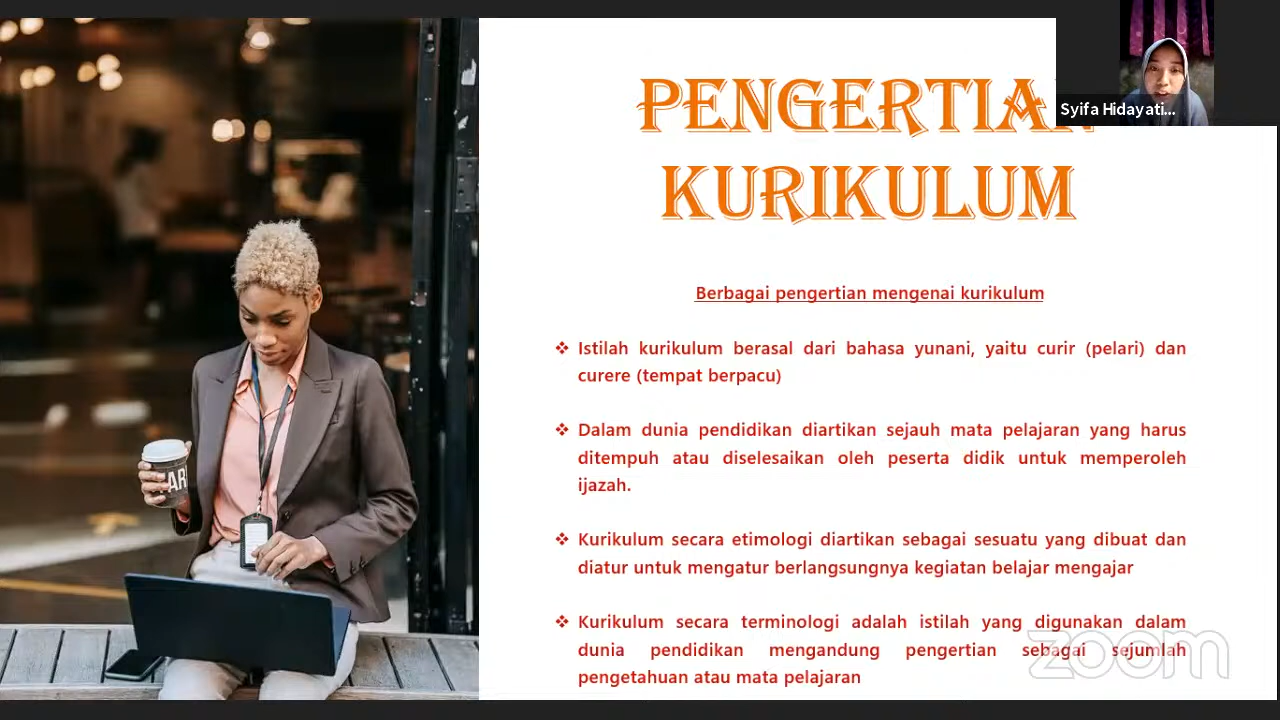 PENGERTIAN
KURIKULUM
Syifa Hidayati...
Berbagai pengertian mengenai kurikulum
❖ Istilah kurikulum berasal dari bahasa yunani, yaitu curir (pelari) dan
curere (tempat berpacu)
❖ Dalam dunia pendidikan diartikan sejauh mata pelajaran yang harus
ditempuh atau diselesaikan oleh peserta didik untuk memperoleh
ijazah.
❖ Kurikulum secara etimologi diartikan sebagai sesuatu yang dibuat dan
diatur untuk mengatur berlangsungnya kegiatan belajar mengajar
❖ Kurikulum secara terminologi adalah istilah yang digunakan dalam
dunia pendidikan mengandung pengertian sebagai sejumlah
pengetahuan atau mata pelajaran
zoom
AR